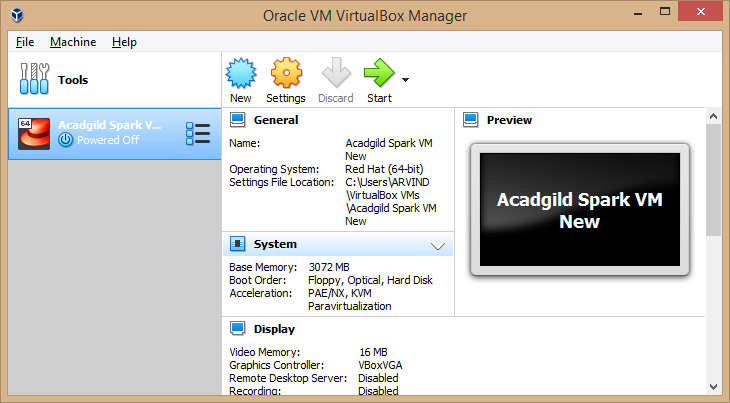 Oracle VM VirtualBox Manager
File Machine Help
Tools
New Settings Discard Start
64
Acadgild Spark V...
Powered Off
General
Name: Acadgild Spark VM
New
Operating System: Red Hat (64-bit)
Settings File Location: C:\Users\ARVIND
\VirtualBox VMs
\Acadgild Spark VM
New
Preview
Acadgild Spark VM
New
System
Base Memory: 3072 MB
Boot Order: Floppy, Optical, Hard Disk
Acceleration: PAE/NX, KVM
Paravirtualization
Display
Video Memory: 16 MB
Graphics Controller: VBoxVGA
Remote Desktop Server: Disabled
Recording: Disabled